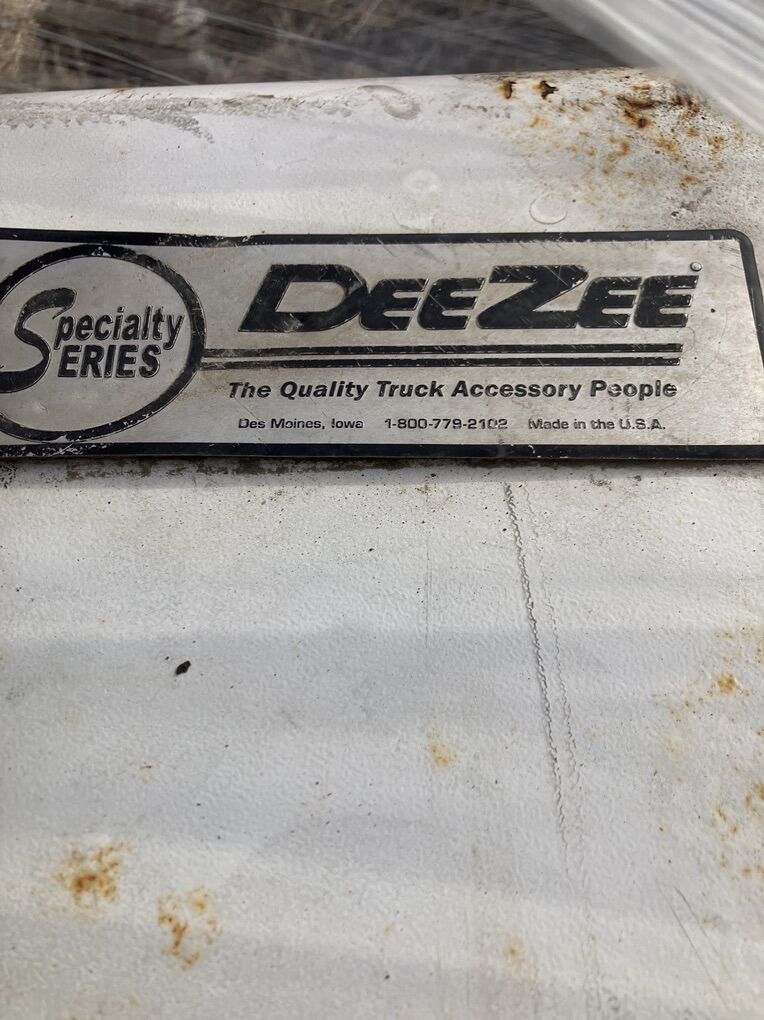 Specialty
SERIES
DEEZEE®
The Quality Truck Accessory People
Des Moines, Iowa 1-800-779-2102 Made in the U.S.A.